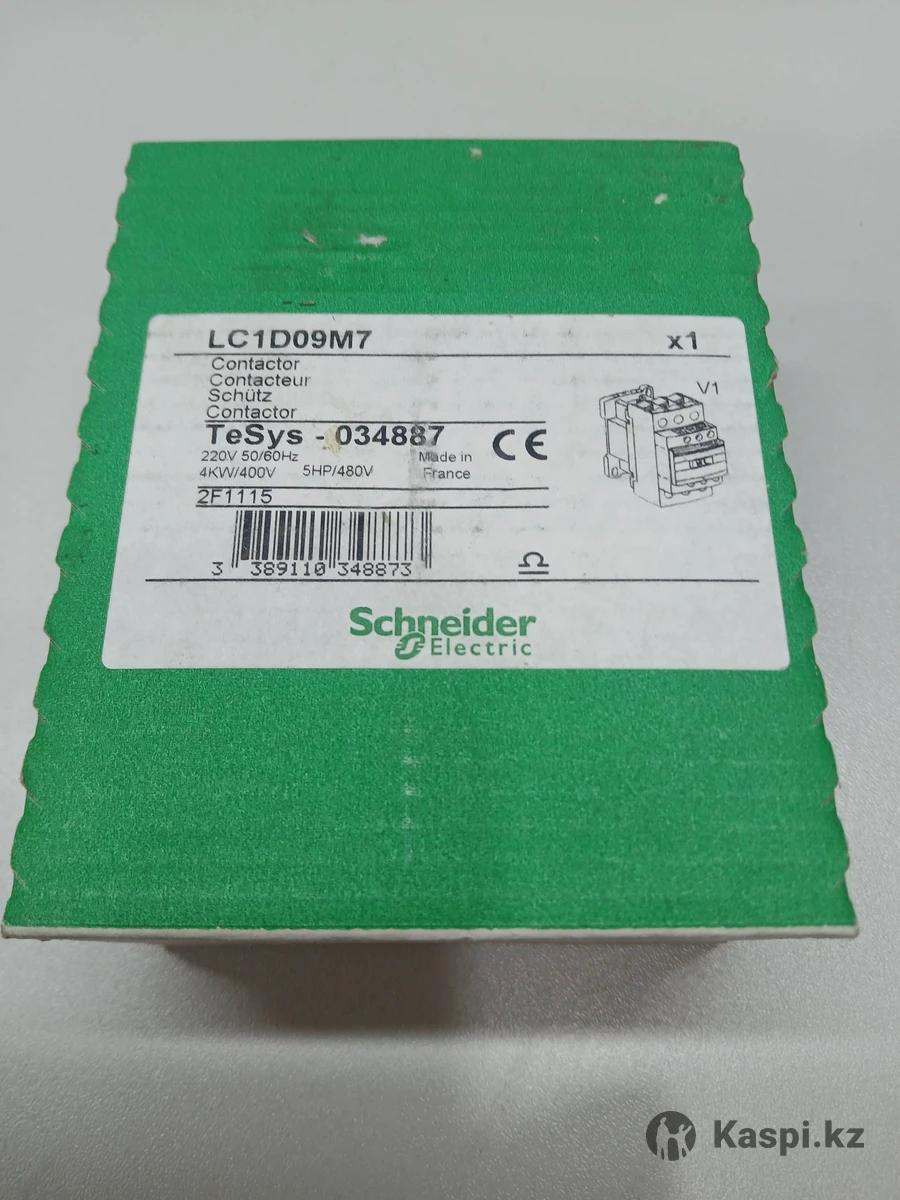 LC1D09M7 x1
Contactor
Contacteur
Schütz
Contactor
V1
TeSys - 034887
220V 50/60Hz Made in
4KW/400V 5HP/480V France
CE
2F1115
3 389110 348873
Schneider
Electric
Kaspi.kz